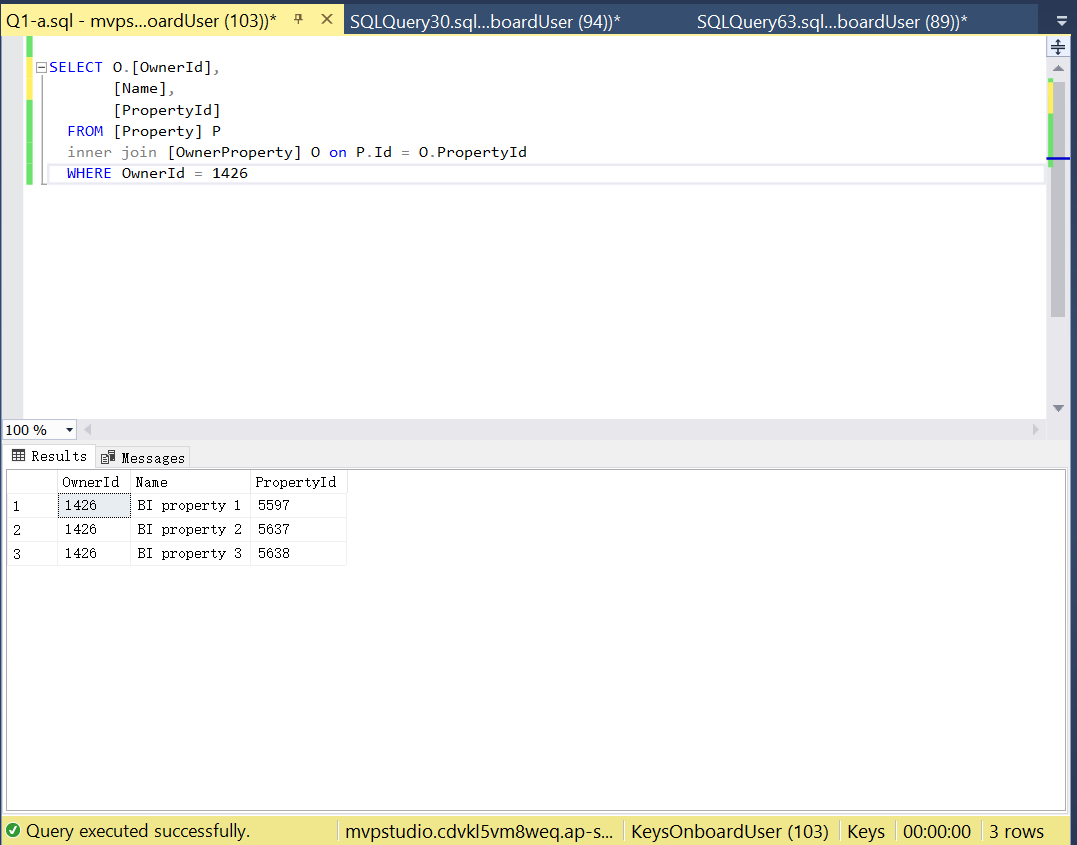 Q1-a.sql - mvps...oardUser (103))* SQLQuery30.sql...boardUser (94))* SQLQuery63.sql...boardUser (89))*
SELECT O.[OwnerId],
[Name],
[PropertyId]
FROM [Property] P
inner join [OwnerProperty] O on P.Id = O.PropertyId
WHERE OwnerId = 1426
100 %
Results Messages
OwnerId Name PropertyId
1 1426 BI property 1 5597
2 1426 BI property 2 5637
3 1426 BI property 3 5638
Query executed successfully. mvpstudio.cdvkl5vm8weq.ap-s... KeysOnboardUser (103) Keys 00:00:00 3 rows